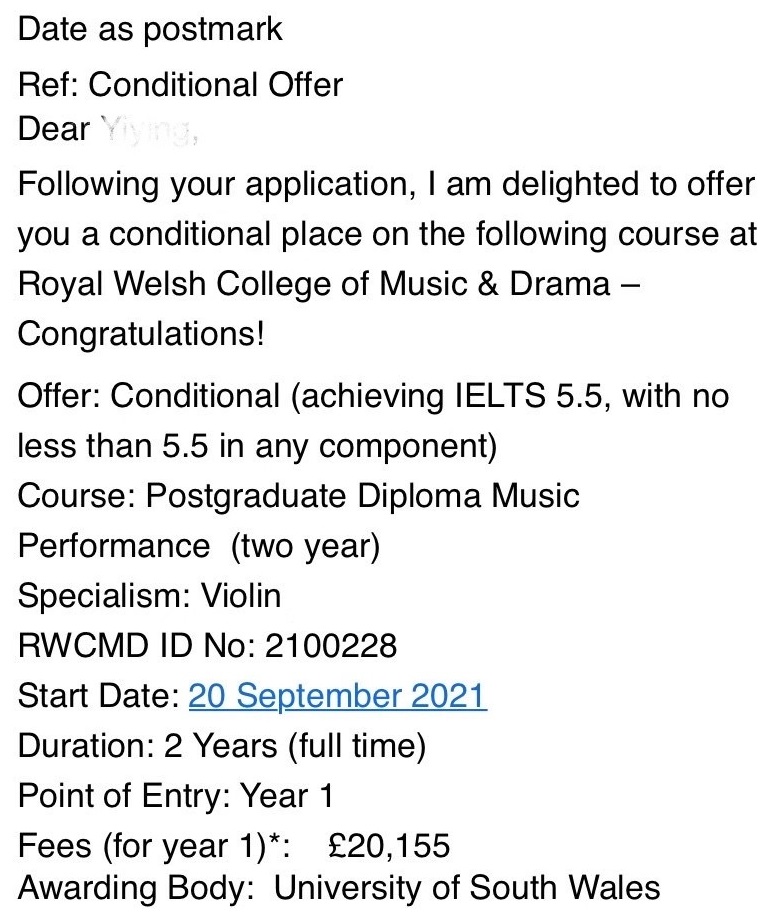 Date as postmark
Ref: Conditional Offer
Dear
Following your application, I am delighted to offer
you a conditional place on the following course at
Royal Welsh College of Music & Drama –
Congratulations!
Offer: Conditional (achieving IELTS 5.5, with no
less than 5.5 in any component)
Course: Postgraduate Diploma Music
Performance  (two year)
Specialism: Violin
RWCMD ID No: 2100228
Start Date: 20 September 2021
Duration: 2 Years (full time)
Point of Entry: Year 1
Fees (for year 1)*:    £20,155
Awarding Body:  University of South Wales